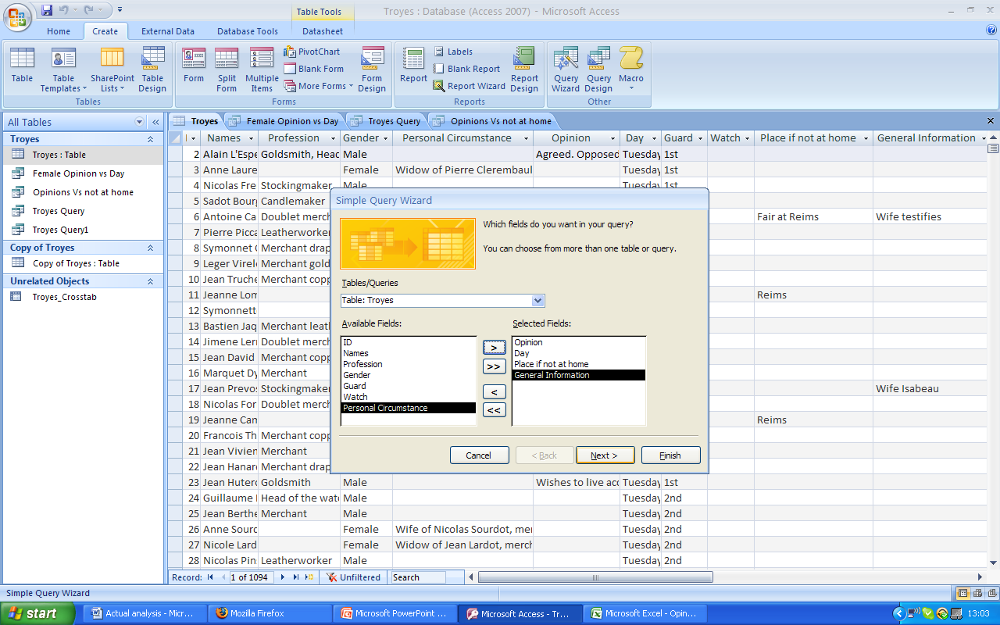 Table Tools
Troyes : Database (Access 2007) - Microsoft Access
Home Create External Data Database Tools Datasheet
Table
Table Templates
SharePoint Lists
Table Design
Tables
Form
Split Form
Multiple Items
PivotChart
Blank Form
More Forms
Form Design
Forms
Report
Labels
Blank Report
Report Wizard
Report Design
Reports
Query Wizard
Query Design
Macro
Other
All Tables
Troyes
Troyes : Table
Female Opinion vs Day
Opinions Vs not at home
Troyes Query
Troyes Query1
Copy of Troyes
Copy of Troyes : Table
Unrelated Objects
Troyes_Crosstab
Troyes Female Opinion vs Day Troyes Query Opinions Vs not at home
Names Profession Gender Personal Circumstance Opinion Day Guard Watch Place if not at home General Information
2 Alain L'Espe Goldsmith, Head Male Agreed. Opposed Tuesday 1st
3 Anne Laure Female Widow of Pierre Clerembaul Tuesday 1st
4 Nicolas Fre Stockingmaker Male Tuesday 1st
5 Sadot Bourg Candlemaker
6 Antoine Ca Doublet merch Fair at Reims Wife testifies
7 Pierre Picca Leatherworker
8 Symonnet C Merchant drap
9 Leger Virelo Merchant gold
10 Jean Truche Merchant copp
11 Jeanne Lom Reims
12 Symonnett
13 Bastien Jaq Merchant leath
14 Jimene Lern Doublet merch
15 Jean David Merchant copp
16 Marquet Dy Merchant
17 Jean Prevos Stockingmaker Wife Isabeau
18 Nicolas For Doublet merch
19 Jeanne Cam Reims
20 Francois Th Merchant copp
21 Jean Vivien Merchant
22 Jean Hanard Merchant drap
23 Jean Huterd Goldsmith Male Wishes to live acc Tuesday 1st
24 Guillaume I Head of the wate Male Tuesday 2nd
25 Jean Berthe Merchant Male Tuesday 2nd
26 Anne Sourd Female Wife of Nicolas Sourdot, mer Tuesday 2nd
27 Nicole Lard Female Widow of Jean Lardot, merch Tuesday 2nd
28 Nicolas Pin Leatherworker Male Tuesday 2nd
Simple Query Wizard
Which fields do you want in your query?
You can choose from more than one table or query.
Tables/Queries
Table: Troyes
Available Fields:
ID
Names
Profession
Gender
Guard
Watch
Personal Circumstance
>
>>
<
<<
Selected Fields:
Opinion
Day
Place if not at home
General Information
Cancel < Back Next > Finish
Record: 1 of 1094 Unfiltered Search
Simple Query Wizard
start Actual analysis - Micr... Mozilla Firefox Microsoft PowerPoint ... Microsoft Access - Tr... Microsoft Excel - Opin... 13:03